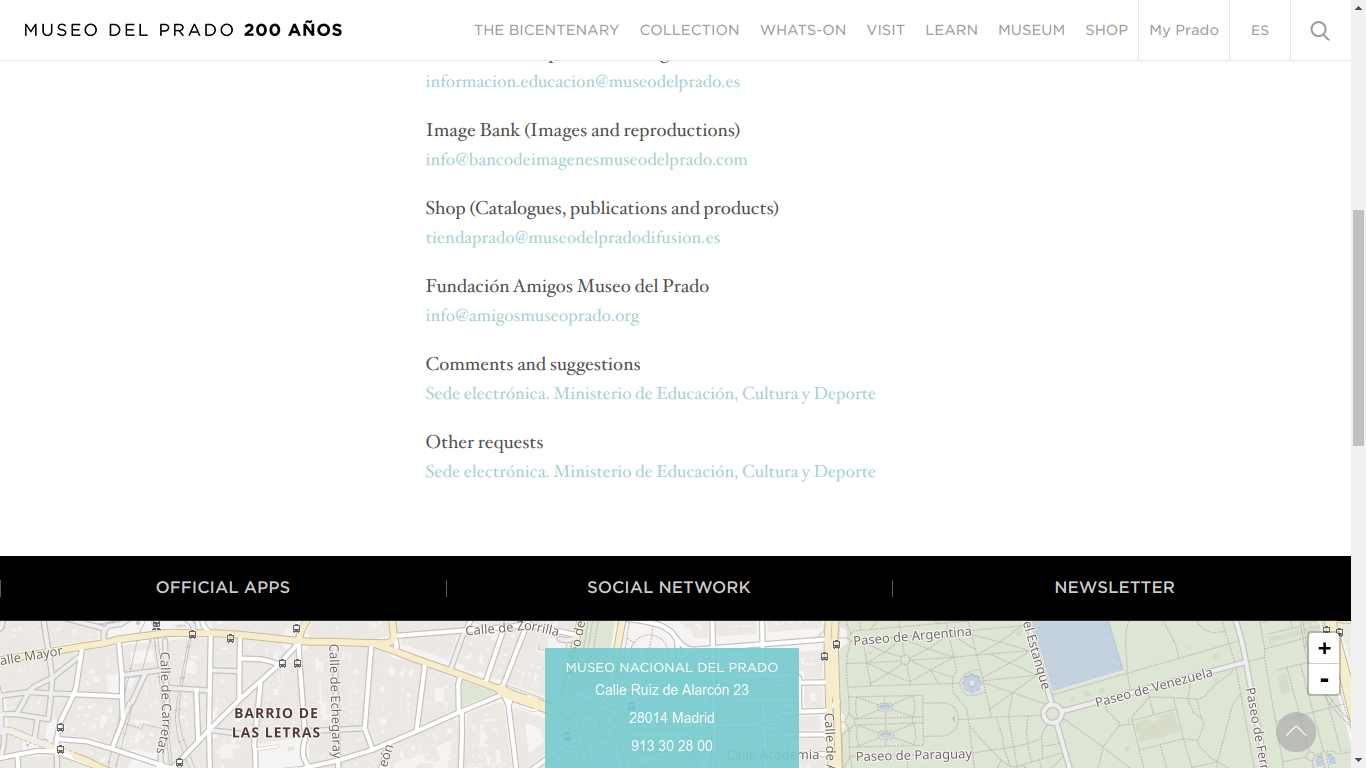 MUSEO DEL PRADO 200 AÑOS
THE BICENTENARY COLLECTION WHATS-ON VISIT LEARN MUSEUM SHOP My Prado ES
informacion.educacion@museodelprado.es
Image Bank (Images and reproductions)
info@bancodeimagenesmuseodelprado.com
Shop (Catalogues, publications and products)
tiendaprado@museodelpradodifusion.es
Fundación Amigos Museo del Prado
info@amigosmuseoprado.org
Comments and suggestions
Sede electrónica. Ministerio de Educación, Cultura y Deporte
Other requests
Sede electrónica. Ministerio de Educación, Cultura y Deporte
OFFICIAL APPS SOCIAL NETWORK NEWSLETTER
Calle de Zorrilla
Paseo de Argentina
+
-
alle Mayor
Calle de Carretas
Calle de Echegaray
BARRIO DE
LAS LETRAS
MUSEO NACIONAL DEL PRADO
Calle Ruiz de Alarcón 23
28014 Madrid
913 30 28 00
Calle Academia
el Estanque
Paseo de Venezuela
Paseo de Paraguay
Paseo de Fer